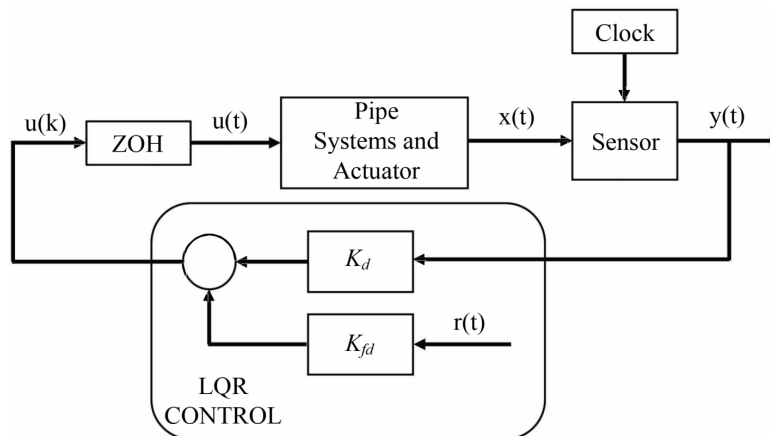 Clock
u(k)
ZOH
u(t)
Pipe
Systems and
Actuator
x(t)
Sensor
y(t)
K_d
K_fd
r(t)
LQR
CONTROL